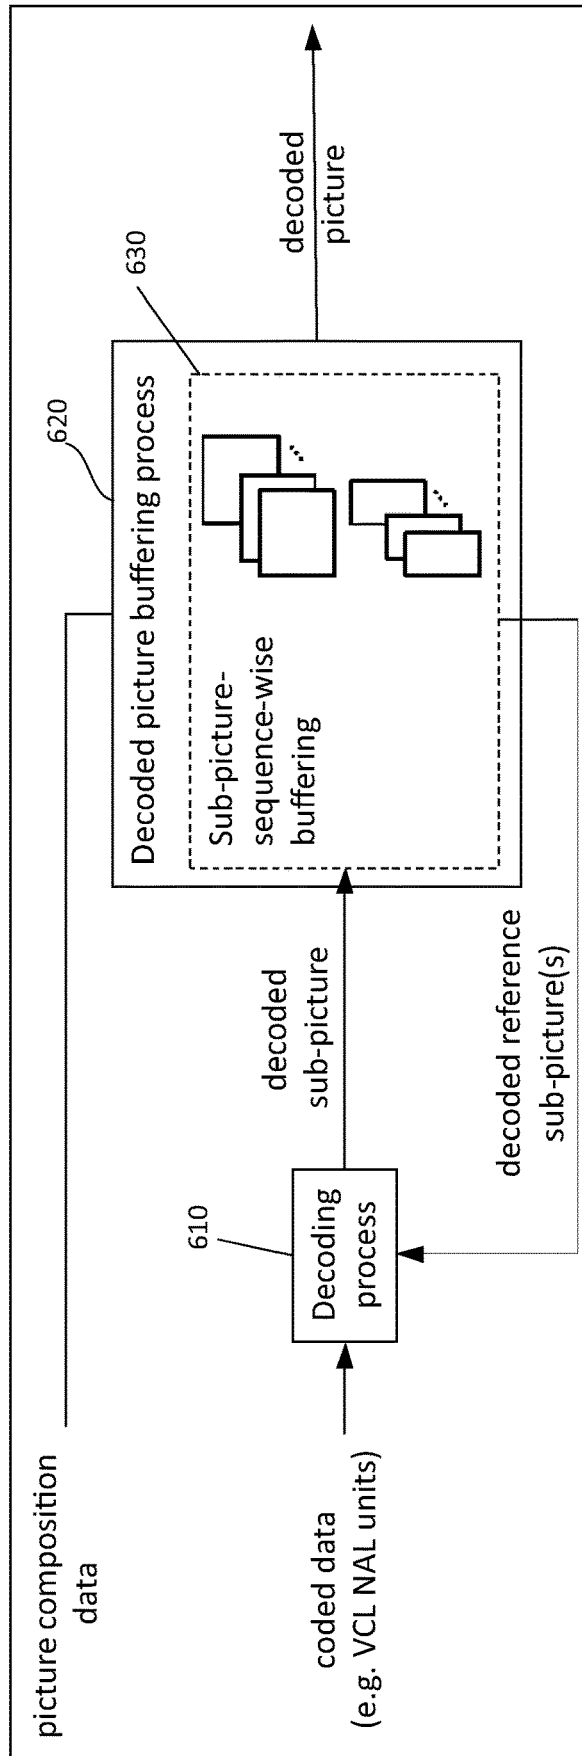 picture composition
data
coded data
(e.g. VCL NAL units)
610
Decoding
process
decoded
sub-picture
decoded reference
sub-picture(s)
620
Decoded picture buffering process
630
Sub-picture-
sequence-wise
buffering
decoded
picture